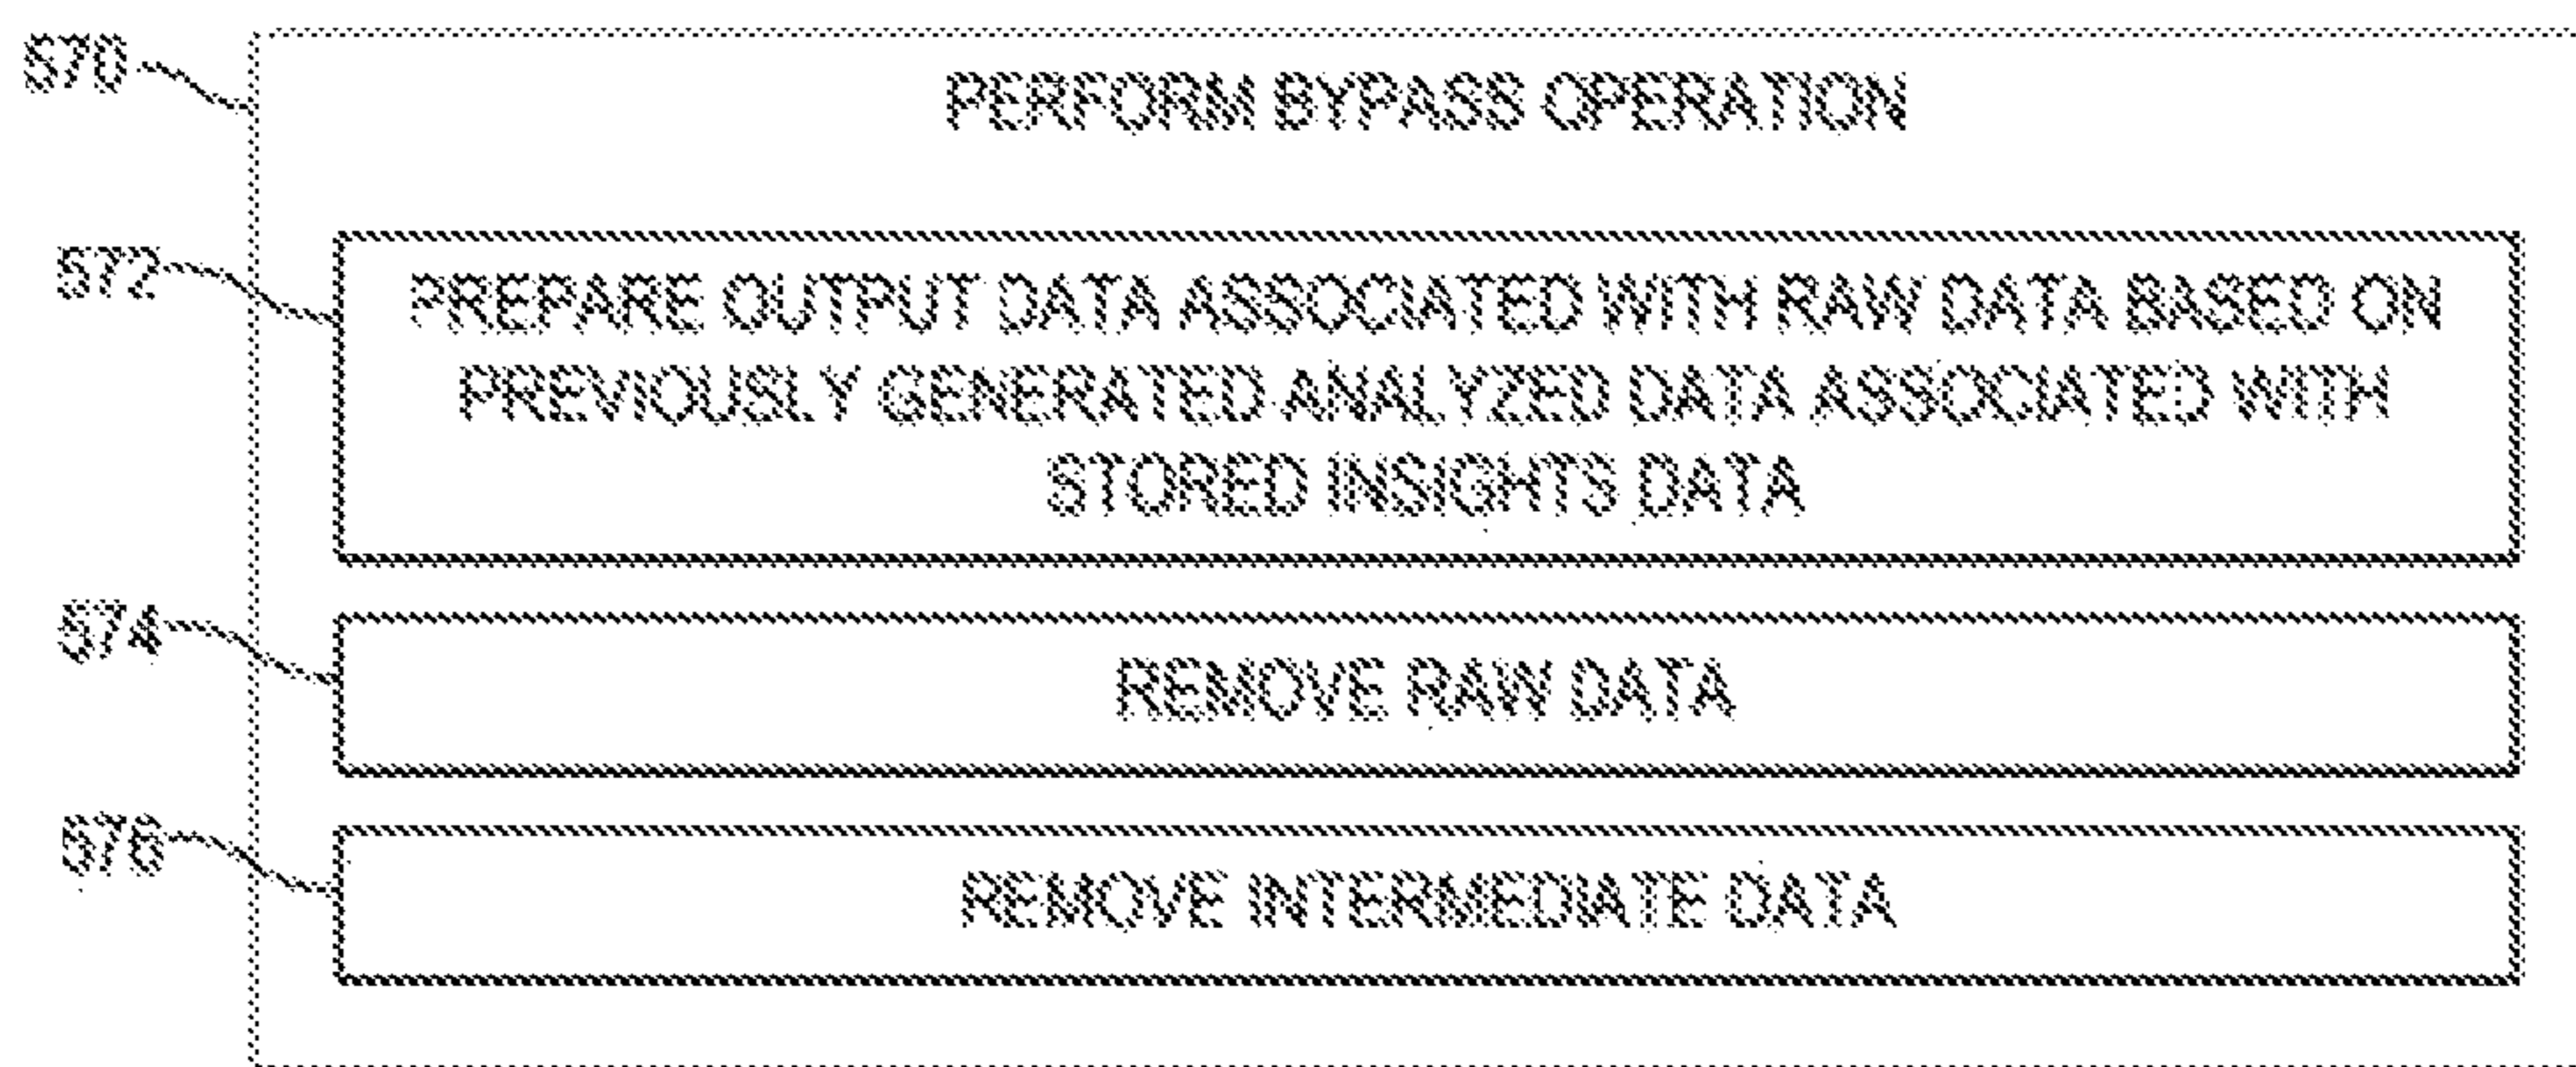 570
PERFORM BYPASS OPERATION
572
PREPARE OUTPUT DATA ASSOCIATED WITH RAW DATA BASED ON
PREVIOUSLY GENERATED ANALYZED DATA ASSOCIATED WITH
STORED INSIGHTS DATA
574
REMOVE RAW DATA
576
REMOVE INTERMEDIATE DATA